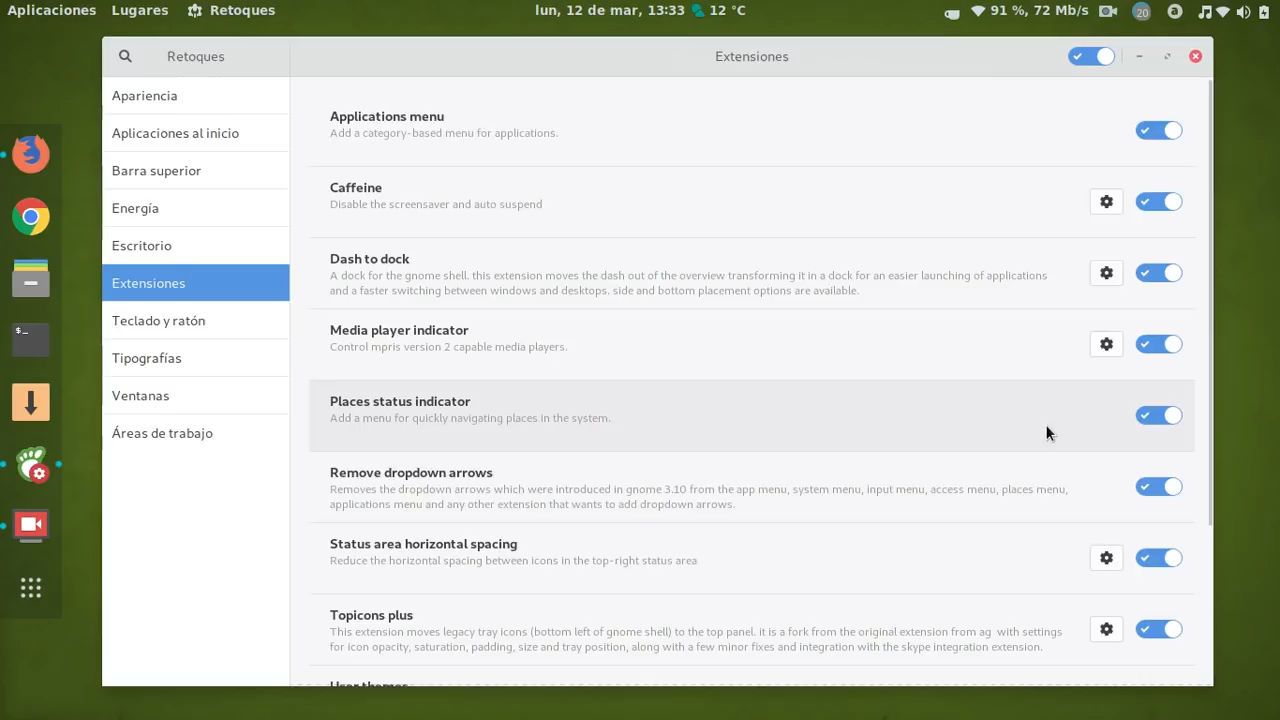 Aplicaciones Lugares Retoques lun, 12 de mar, 13:33 12 °C 91 %, 72 Mb/s 20 a
Retoques Extensiones
Apariencia
Aplicaciones al inicio
Barra superior
Energía
Escritorio
Extensiones
Teclado y ratón
Tipografías
Ventanas
Áreas de trabajo
Applications menu
Add a category-based menu for applications.
Caffeine
Disable the screensaver and auto suspend
Dash to dock
A dock for the gnome shell. this extension moves the dash out of the overview transforming it in a dock for an easier launching of applications
and a faster switching between windows and desktops. side and bottom placement options are available.
Media player indicator
Control mpris version 2 capable media players.
Places status indicator
Add a menu for quickly navigating places in the system.
Remove dropdown arrows
Removes the dropdown arrows which were introduced in gnome 3.10 from the app menu, system menu, input menu, access menu, places menu,
applications menu and any other extension that wants to add dropdown arrows.
Status area horizontal spacing
Reduce the horizontal spacing between icons in the top-right status area
Topicons plus
This extension moves legacy tray icons (bottom left of gnome shell) to the top panel. it is a fork from the original extension from ag with settings
for icon opacity, saturation, padding, size and tray position, along with a few minor fixes and integration with the skype integration extension.
User themes
$_